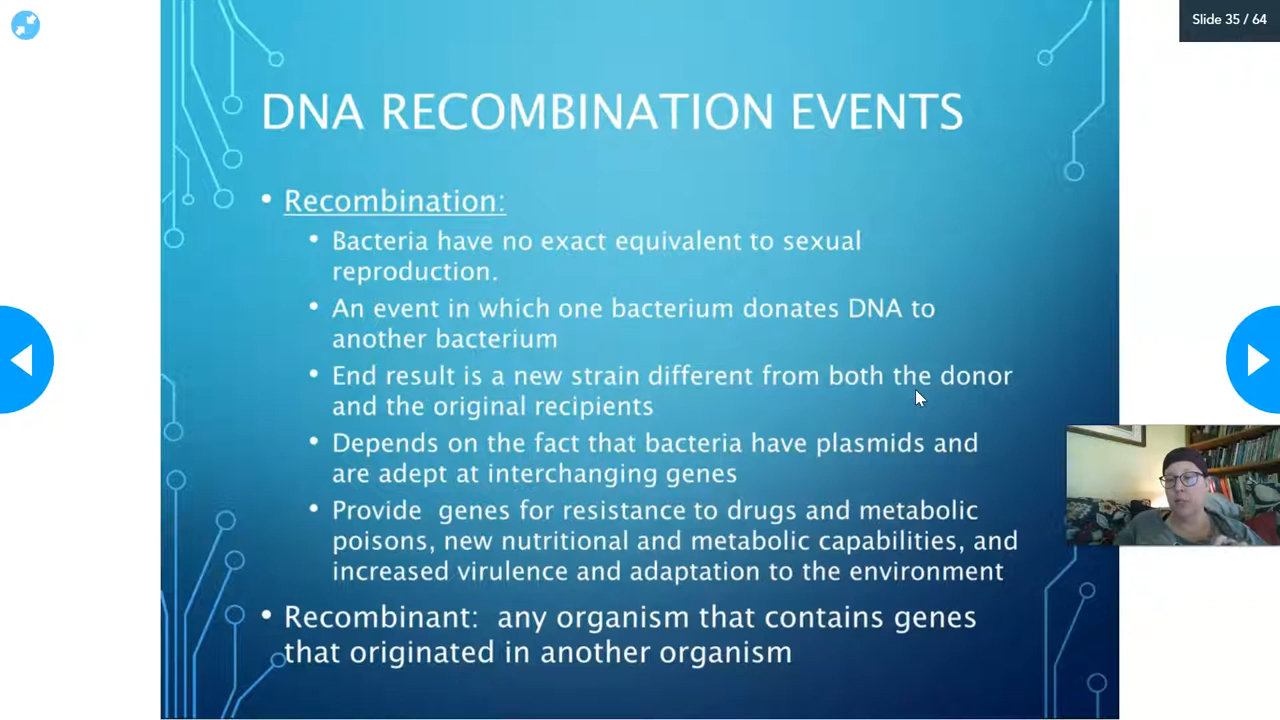 Slide 35 / 64
DNA RECOMBINATION EVENTS
• Recombination:
• Bacteria have no exact equivalent to sexual
reproduction.
• An event in which one bacterium donates DNA to
another bacterium
• End result is a new strain different from both the donor
and the original recipients
• Depends on the fact that bacteria have plasmids and
are adept at interchanging genes
• Provide  genes for resistance to drugs and metabolic
poisons, new nutritional and metabolic capabilities, and
increased virulence and adaptation to the environment
• Recombinant:  any organism that contains genes
that originated in another organism